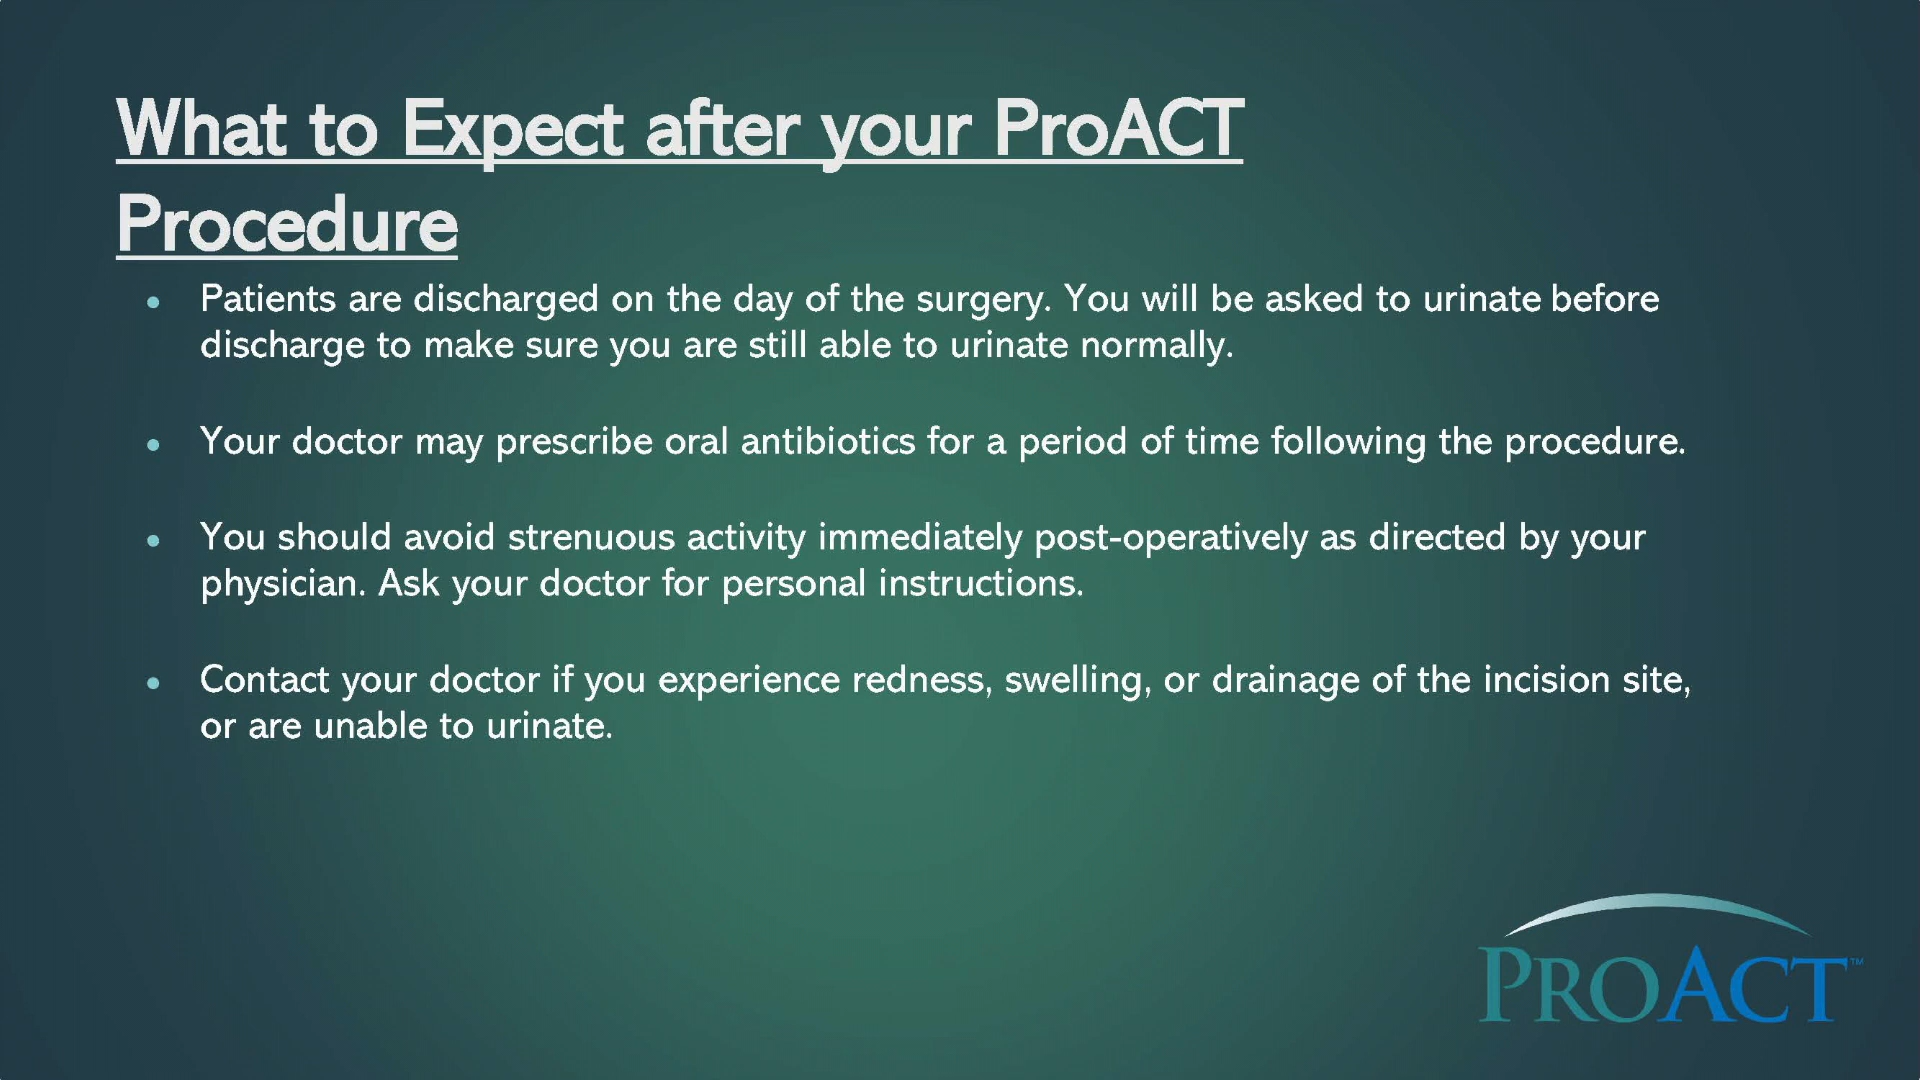 What to Expect after your ProACT
Procedure
• Patients are discharged on the day of the surgery. You will be asked to urinate before
discharge to make sure you are still able to urinate normally.
• Your doctor may prescribe oral antibiotics for a period of time following the procedure.
• You should avoid strenuous activity immediately post-operatively as directed by your
physician. Ask your doctor for personal instructions.
• Contact your doctor if you experience redness, swelling, or drainage of the incision site,
or are unable to urinate.
PROACT™